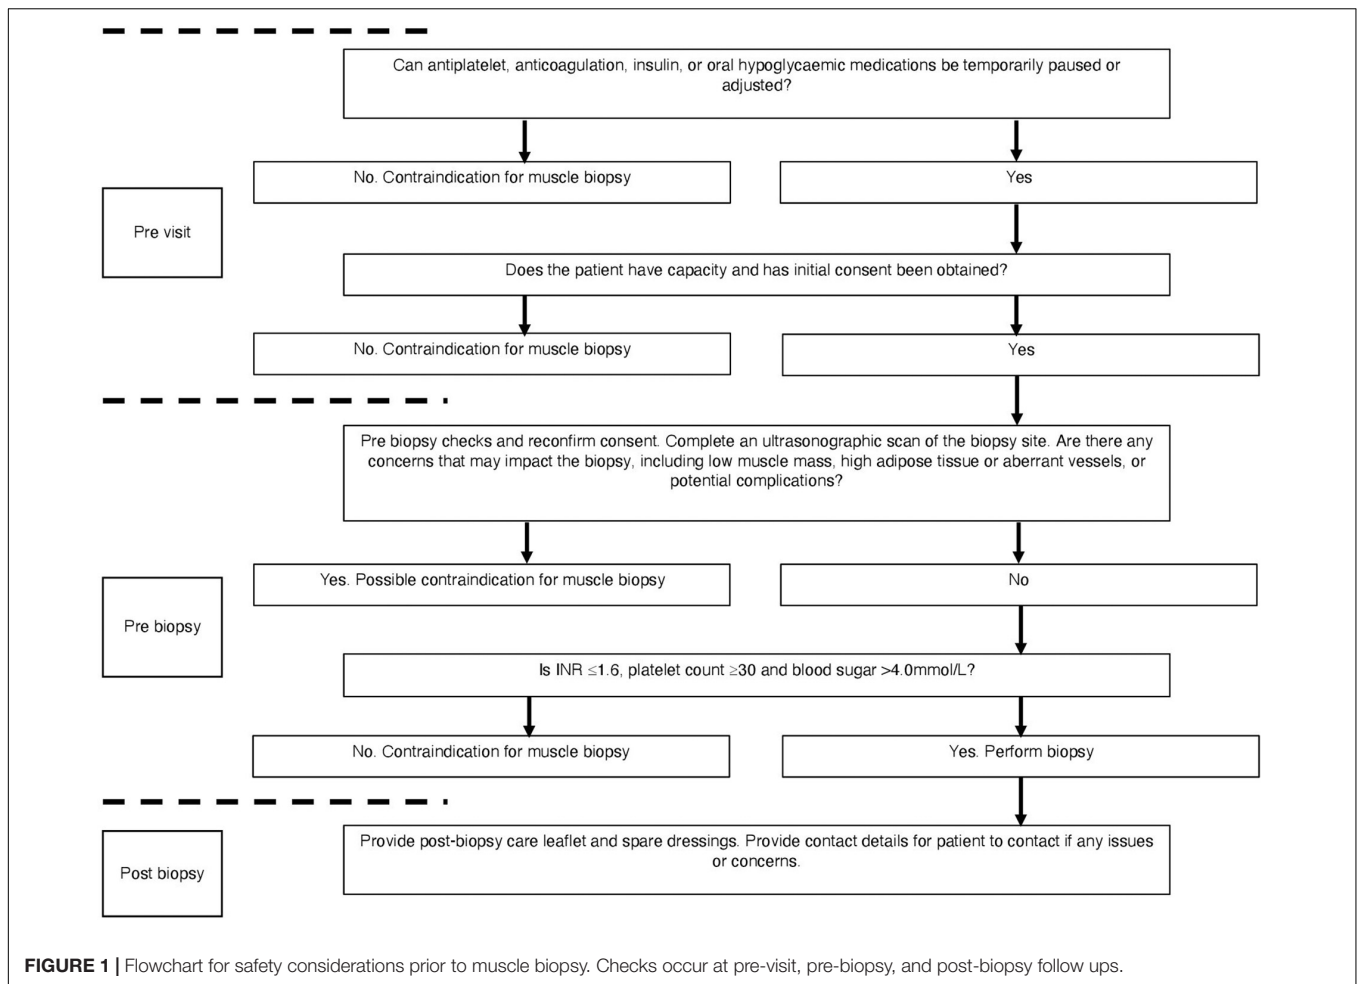 Can antiplatelet, anticoagulation, insulin, or oral hypoglycaemic medications be temporarily paused or
adjusted?
No. Contraindication for muscle biopsy
Yes
Pre visit
Does the patient have capacity and has initial consent been obtained?
No. Contraindication for muscle biopsy
Yes
Pre biopsy checks and reconfirm consent. Complete an ultrasonographic scan of the biopsy site. Are there any
concerns that may impact the biopsy, including low muscle mass, high adipose tissue or aberrant vessels, or
potential complications?
Yes. Possible contraindication for muscle biopsy
No
Pre biopsy
Is INR ≤1.6, platelet count ≥30 and blood sugar >4.0mmol/L?
No. Contraindication for muscle biopsy
Yes. Perform biopsy
Provide post-biopsy care leaflet and spare dressings. Provide contact details for patient to contact if any issues
or concerns.
Post biopsy
FIGURE 1 | Flowchart for safety considerations prior to muscle biopsy. Checks occur at pre-visit, pre-biopsy, and post-biopsy follow ups.